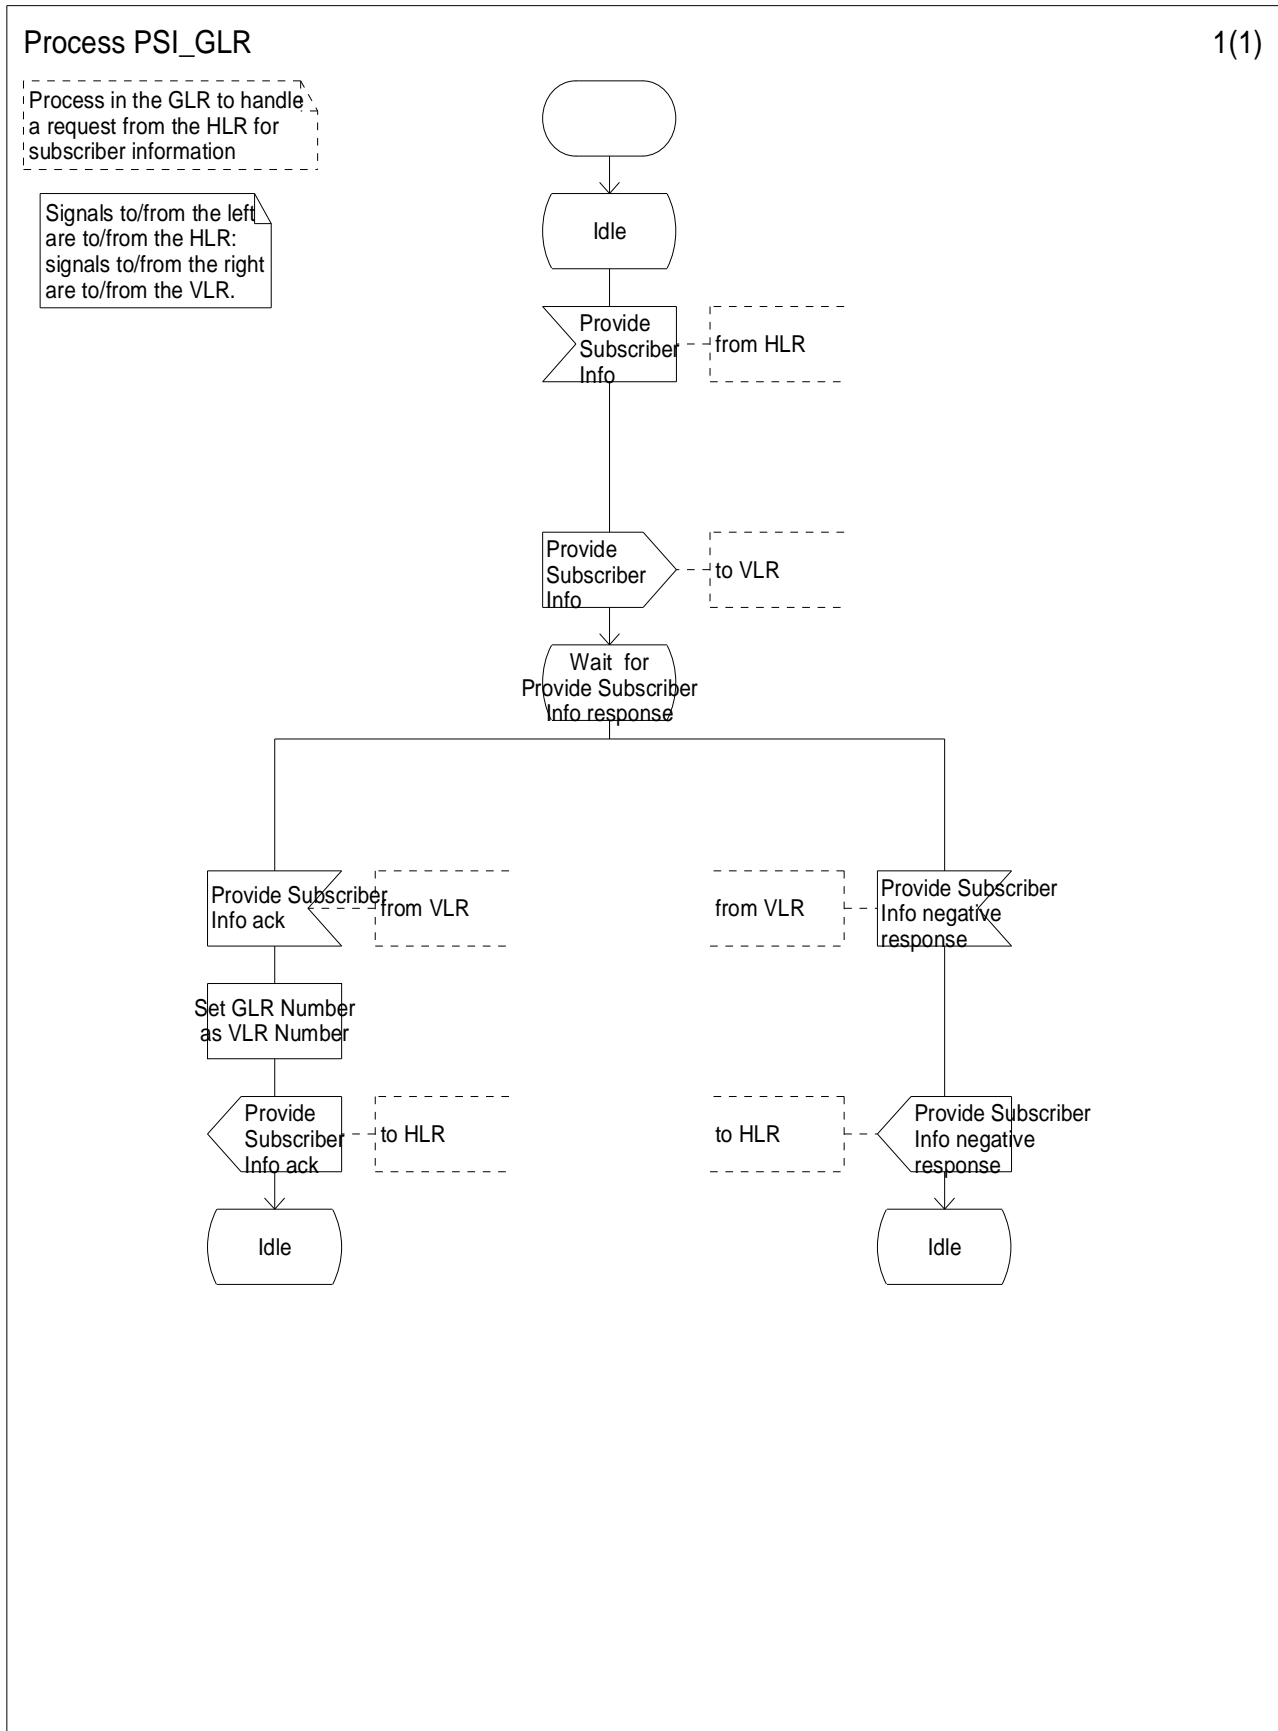 Process PSI_GLR
1(1)
Process in the GLR to handle
a request from the HLR for
subscriber information
Signals to/from the left
are to/from the HLR:
signals to/from the right
are to/from the VLR.
Idle
Provide
Subscriber
Info
from HLR
Provide
Subscriber
Info
to VLR
Wait for
Provide Subscriber
Info response
Provide Subscriber
Info ack
from VLR
from VLR
Provide Subscriber
Info negative
response
Set GLR Number
as VLR Number
Provide
Subscriber
Info ack
to HLR
to HLR
Provide Subscriber
Info negative
response
Idle
Idle